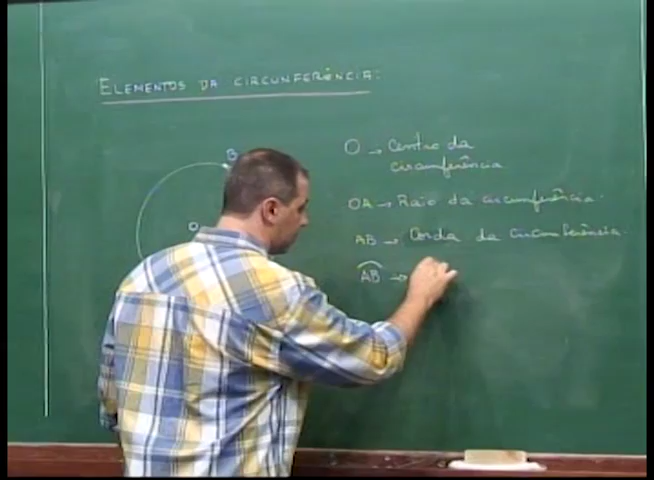 ELEMENTOS DA CIRCUNFERÊNCIA:
B
O → Centro da
circunferência
O
OA → Raio da circunferência.
AB → Corda da circunferência.
AB →